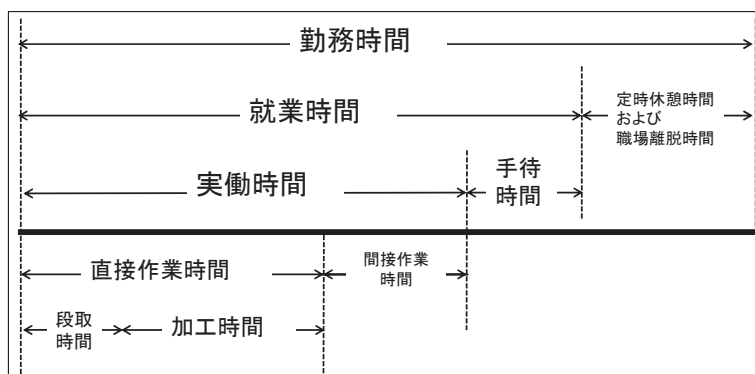 勤務時間
就業時間
定時休憩時間
および
職場離脱時間
実働時間
手待
時間
直接作業時間
間接作業
時間
段取
時間
加工時間